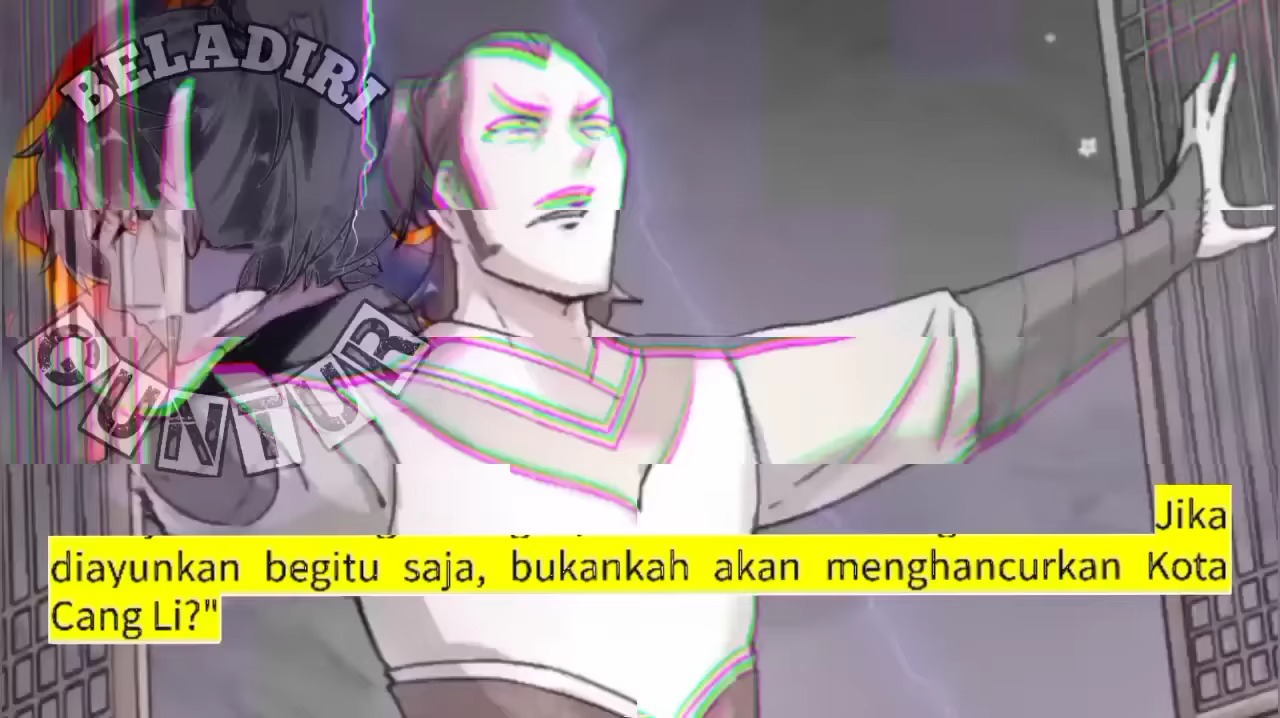 BELADIRI
GUNTUR
Jika
diayunkan begitu saja, bukankah akan menghancurkan Kota
Cang Li?"